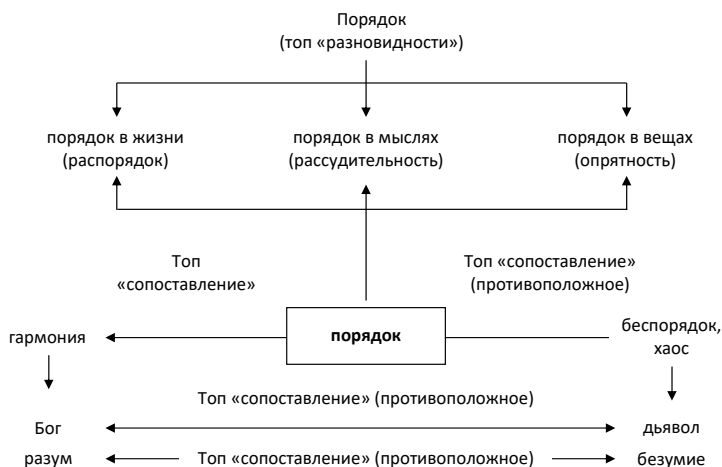 Порядок
(топ «разновидности»)
порядок в жизни
(распорядок)
порядок в мыслях
(рассудительность)
порядок в вещах
(опрятность)
Топ
«сопоставление»
Топ «сопоставление»
(противоположное)
гармония
порядок
беспорядок,
хаос
Топ «сопоставление» (противоположное)
Бог
дьявол
разум
Топ «сопоставление» (противоположное)
безумие